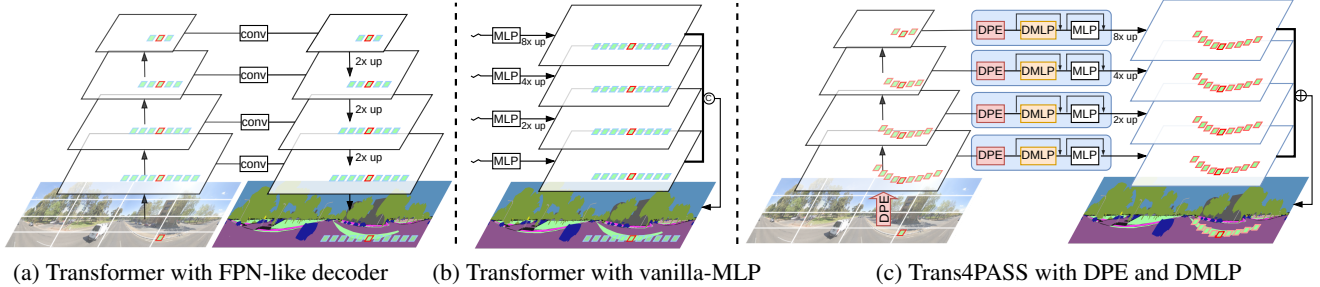 conv
conv
conv
conv
2x up
2x up
2x up
(a) Transformer with FPN-like decoder
MLP
8x up
MLP
4x up
MLP
2x up
MLP
©
(b) Transformer with vanilla-MLP
DPE DMLP MLP 8x up
DPE DMLP MLP 4x up
DPE DMLP MLP 2x up
DPE DMLP MLP
DPE
(c) Trans4PASS with DPE and DMLP